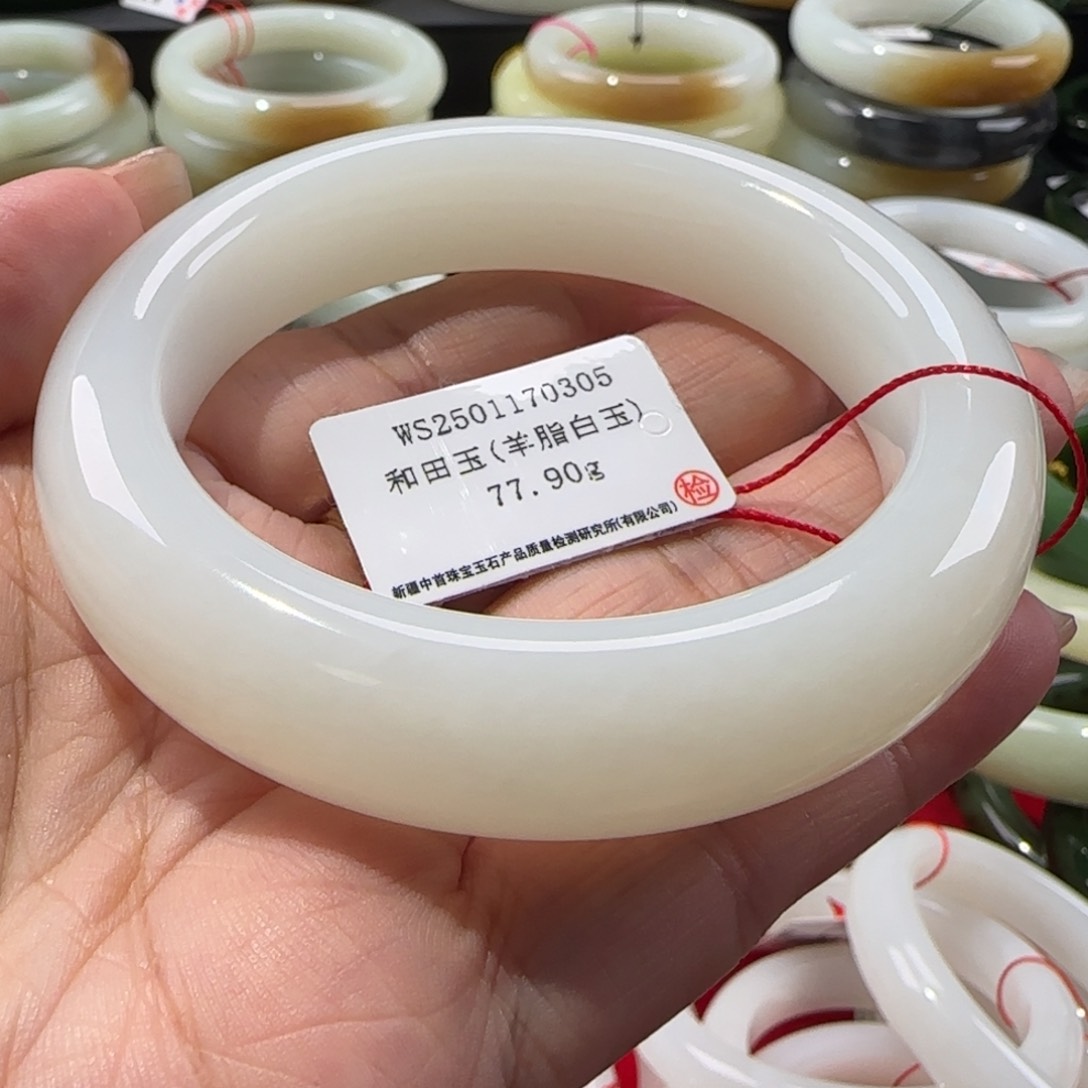 WS2501170305
和田玉(羊脂白玉)
77.90g
检
新疆中首珠宝玉石产品质量检测研究所(有限公司)